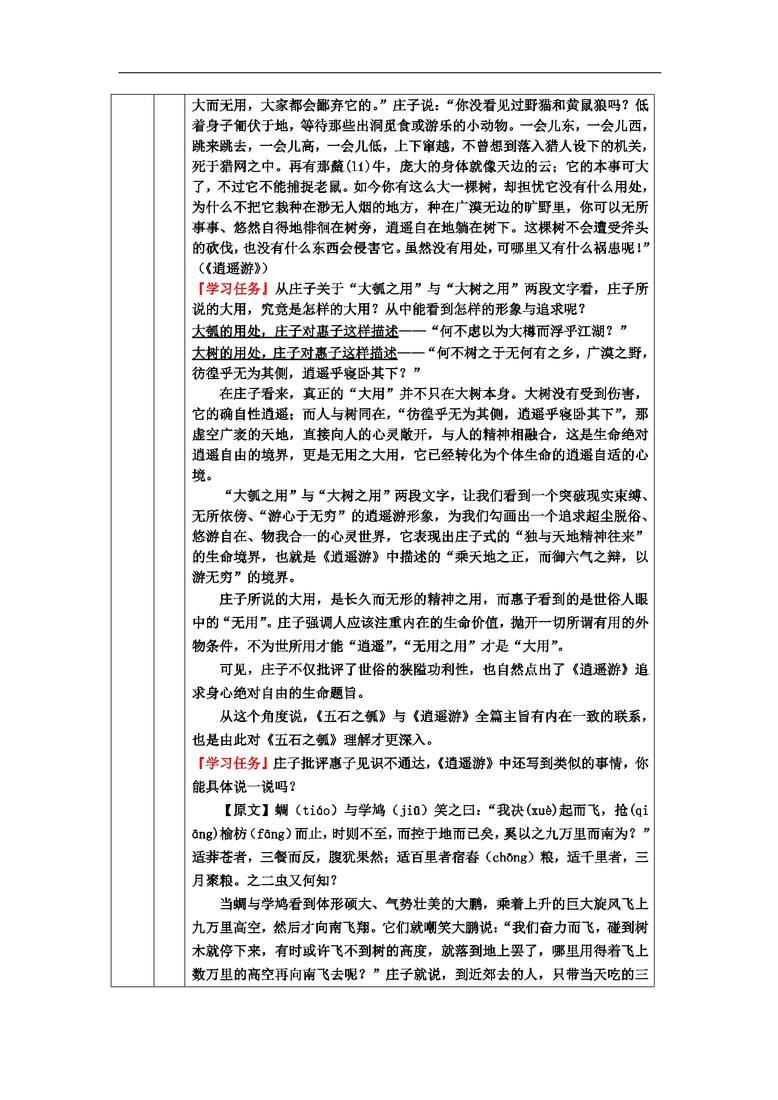 大而无用，大家都会鄙弃它的。”庄子说：“你没看见过野猫和黄鼠狼吗？低
着身子匍伏于地，等待那些出洞觅食或游乐的小动物。一会儿东，一会儿西，
跳来跳去，一会儿高，一会儿低，上下窜越，不曾想到落入猎人设下的机关，
死于猎网之中。再有那斄(lí)牛，庞大的身体就像天边的云；它的本事可大
了，不过它不能捕捉老鼠。如今你有这么大一棵树，却担忧它没有什么用处，
为什么不把它栽种在渺无人烟的地方，种在广漠无边的旷野里，你可以无所
事事、悠然自得地徘徊在树旁，逍遥自在地躺在树下。这棵树不会遭受斧头
的砍伐，也没有什么东西会侵害它。虽然没有用处，可哪里又有什么祸患呢！”
（《逍遥游》）
『学习任务』从庄子关于“大瓠之用”与“大树之用”两段文字看，庄子所
说的大用，究竟是怎样的大用？从中能看到怎样的形象与追求呢？
大瓠的用处，庄子对惠子这样描述——“何不虑以为大樽而浮乎江湖？”
大树的用处，庄子对惠子这样描述——“何不树之于无何有之乡，广漠之野，
彷徨乎无为其侧，逍遥乎寝卧其下？”
在庄子看来，真正的“大用”并不只在大树本身。大树没有受到伤害，
它的确自性逍遥；而人与树同在，“彷徨乎无为其侧，逍遥乎寝卧其下”，那
虚空广袤的天地，直接向人的心灵敞开，与人的精神相融合，这是生命绝对
逍遥自由的境界，更是无用之大用，它已经转化为个体生命的逍遥自适的心
境。
“大瓠之用”与“大树之用”两段文字，让我们看到一个突破现实束缚、
无所依傍、“游心于无穷”的逍遥游形象，为我们勾画出一个追求超尘脱俗、
悠游自在、物我合一的心灵世界，它表现出庄子式的“独与天地精神往来”
的生命境界，也就是《逍遥游》中描述的“乘天地之正，而御六气之辩，以
游无穷”的境界。
庄子所说的大用，是长久而无形的精神之用，而惠子看到的是世俗人眼
中的“无用”。庄子强调人应该注重内在的生命价值，抛开一切所谓有用的外
物条件，不为世所用才能“逍遥”，“无用之用”才是“大用”。
可见，庄子不仅批评了世俗的狭隘功利性，也自然点出了《逍遥游》追
求身心绝对自由的生命题旨。
从这个角度说，《五石之瓠》与《逍遥游》全篇主旨有内在一致的联系，
也是由此对《五石之瓠》理解才更深入。
『学习任务』庄子批评惠子见识不通达，《逍遥游》中还写到类似的事情，你
能具体说一说吗？
【原文】蜩（tiáo）与学鸠（jiū）笑之曰：“我决(xuè)起而飞，抢(qi
āng)榆枋(fāng)而止，时则不至，而控于地而已矣，奚以之九万里而南为？”
适莽苍者，三餐而反，腹犹果然；适百里者宿舂（chōng）粮，适千里者，三
月聚粮。之二虫又何知？
当蜩与学鸠看到体形硕大、气势壮美的大鹏，乘着上升的巨大旋风飞上
九万里高空，然后才向南飞翔。它们就嘲笑大鹏说：“我们奋力而飞，碰到树
木就停下来，有时或许飞不到树的高度，就落到地上罢了，哪里用得着飞上
数万里的高空再向南飞去呢？”庄子就说，到近郊去的人，只带当天吃的三